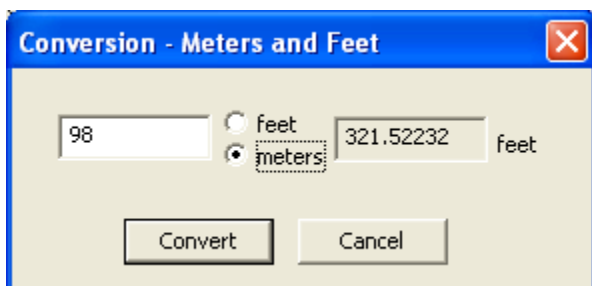 Conversion - Meters and Feet
98
feet
meters
321.52232
feet
Convert
Cancel